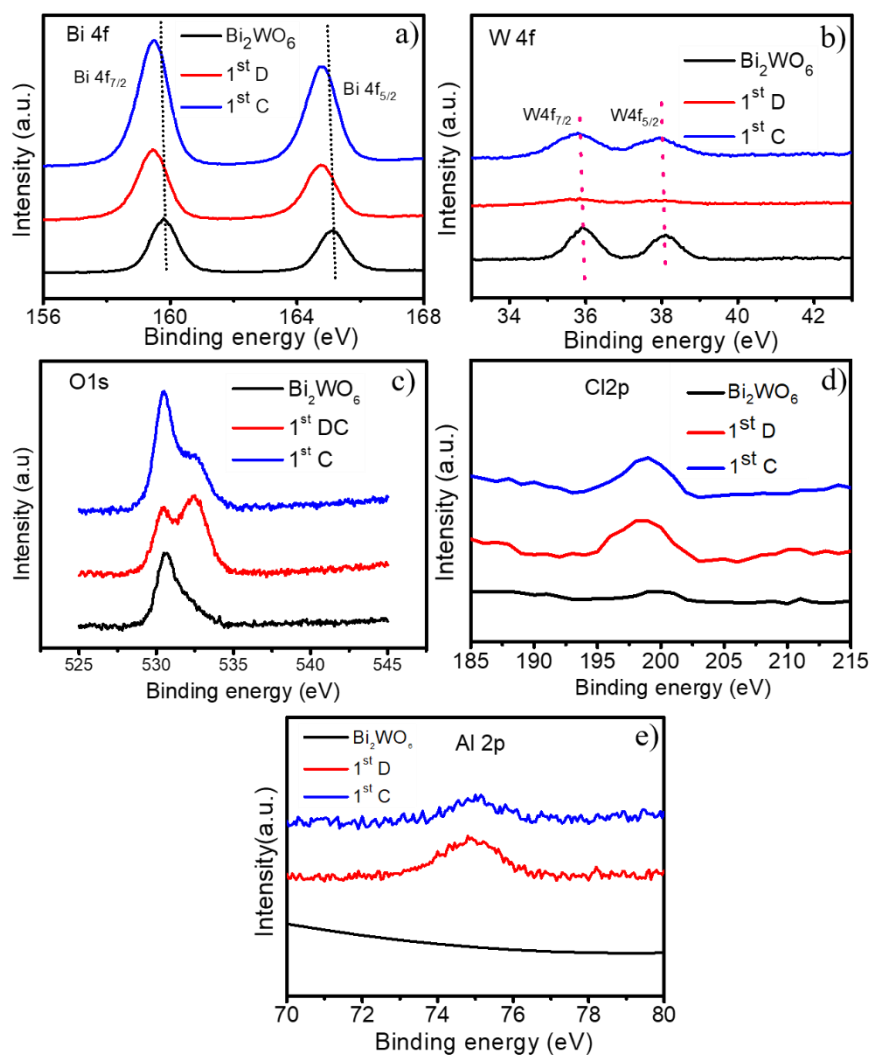 Bi 4f
a)
Bi₂WO₆
1ˢᵗ D
1ˢᵗ C
Bi 4f₇/₂
Bi 4f₅/₂
Intensity (a.u.)
156 160 164 168
Binding energy (eV)
W 4f
b)
Bi₂WO₆
1ˢᵗ D
1ˢᵗ C
W4f₇/₂
W4f₅/₂
Intensity (a.u.)
34 36 38 40 42
Binding energy (eV)
O1s
c)
Bi₂WO₆
1ˢᵗ DC
1ˢᵗ C
Intensity (a.u)
525 530 535 540 545
Binding energy (eV)
Cl2p
d)
Bi₂WO₆
1ˢᵗ D
1ˢᵗ C
Intensity (a.u.)
185 190 195 200 205 210 215
Binding energy (eV)
Al 2p
e)
Bi₂WO₆
1ˢᵗ D
1ˢᵗ C
Intensity(a.u.)
70 72 74 76 78 80
Binding energy (eV)